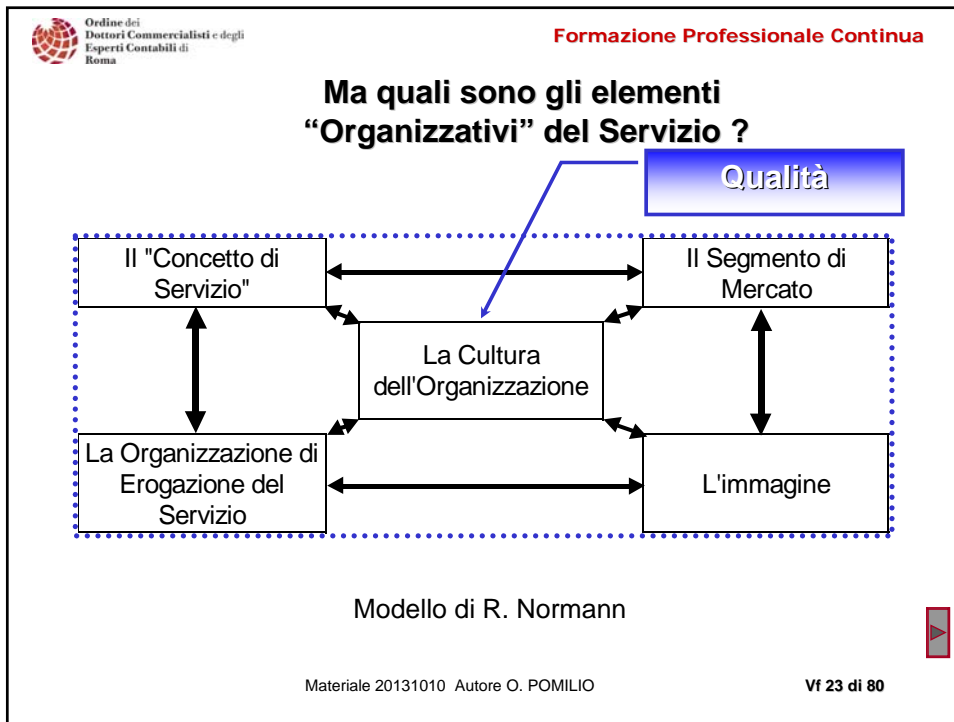 Ordine dei
Dottori Commercialisti e degli
Esperti Contabili di
Roma
Formazione Professionale Continua
Ma quali sono gli elementi
“Organizzativi” del Servizio ?
Qualità
Il "Concetto di
Servizio"
Il Segmento di
Mercato
La Cultura
dell'Organizzazione
La Organizzazione di
Erogazione del
Servizio
L'immagine
Modello di R. Normann
Materiale 20131010 Autore O. POMILIO
Vf 23 di 80